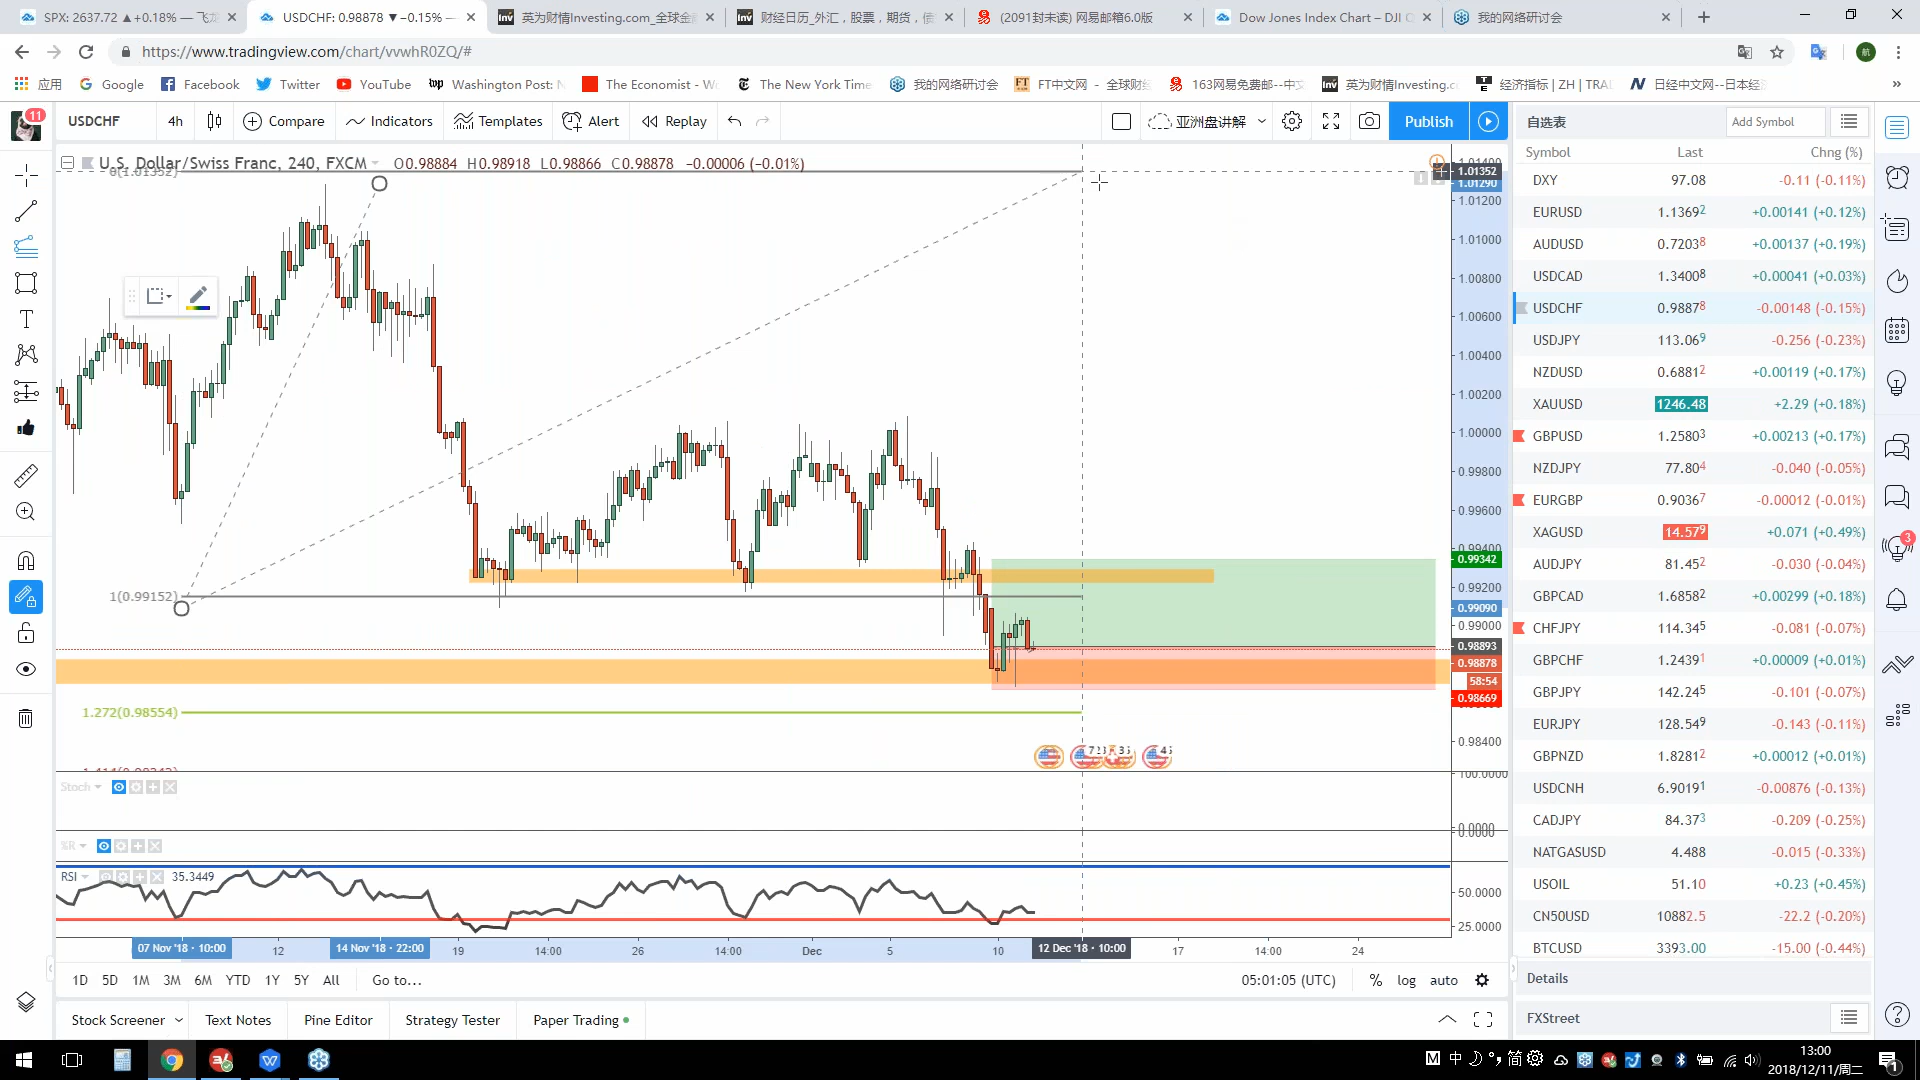 SPX: 2637.72 ▲+0.18% — 飞龙
USDCHF: 0.98878 ▼−0.15% —
英为财情Investing.com_全球金融
财经日历_外汇，股票，期货，债
(2091封未读) 网易邮箱6.0版
Dow Jones Index Chart – DJI
我的网络研讨会
https://www.tradingview.com/chart/vvwhR0ZQ/#
应用
Google
Facebook
Twitter
YouTube
Washington Post:
The Economist - W
The New York Time
我的网络研讨会
FT中文网 - 全球财经
163网易免费邮--中文
英为财情Investing.c
经济指标 | ZH | TRA
日经中文网--日本经
11
USDCHF
4h
Compare
Indicators
Templates
Alert
Replay
亚洲盘讲解
Publish
自选表
Add Symbol
U.S. Dollar/Swiss Franc, 240, FXCM
O0.98884 H0.98918 L0.98866 C0.98878 −0.00006 (−0.01%)
0(1.01352)
1(0.99152)
1.272(0.98554)
1.01400
1.01352
1.01290
1.01200
1.01000
1.00800
1.00600
1.00400
1.00200
1.00000
0.99800
0.99600
0.99400
0.99342
0.99200
0.99090
0.99000
0.98893
0.98878
58:54
0.98669
0.98400
Stoch
100.0000
0.0000
0.0000
%R
RSI
35.3449
50.0000
25.0000
07 Nov '18 · 10:00
12
14 Nov '18 · 22:00
19
14:00
26
14:00
Dec
5
10
12 Dec '18 · 10:00
17
14:00
24
1D 5D 1M 3M 6M YTD 1Y 5Y All
Go to...
05:01:05 (UTC)
% log auto
Stock Screener
Text Notes
Pine Editor
Strategy Tester
Paper Trading
Symbol Last Chng (%)
DXY 97.08 -0.11 (-0.11%)
EURUSD 1.13692 +0.00141 (+0.12%)
AUDUSD 0.72038 +0.00137 (+0.19%)
USDCAD 1.34008 +0.00041 (+0.03%)
USDCHF 0.98878 -0.00148 (-0.15%)
USDJPY 113.069 -0.256 (-0.23%)
NZDUSD 0.68812 +0.00119 (+0.17%)
XAUUSD 1246.48 +2.29 (+0.18%)
GBPUSD 1.25803 +0.00213 (+0.17%)
NZDJPY 77.804 -0.040 (-0.05%)
EURGBP 0.90367 -0.00012 (-0.01%)
XAGUSD 14.579 +0.071 (+0.49%)
AUDJPY 81.452 -0.030 (-0.04%)
GBPCAD 1.68582 +0.00299 (+0.18%)
CHFJPY 114.345 -0.081 (-0.07%)
GBPCHF 1.24391 +0.00009 (+0.01%)
GBPJPY 142.245 -0.101 (-0.07%)
EURJPY 128.549 -0.143 (-0.11%)
GBPNZD 1.82812 +0.00012 (+0.01%)
USDCNH 6.90191 -0.00876 (-0.13%)
CADJPY 84.373 -0.209 (-0.25%)
NATGASUSD 4.488 -0.015 (-0.33%)
USOIL 51.10 +0.23 (+0.45%)
CN50USD 10882.5 -22.2 (-0.20%)
BTCUSD 3393.00 -15.00 (-0.44%)
Details
FXStreet
3
中
简
13:00
2018/12/11/周二
1